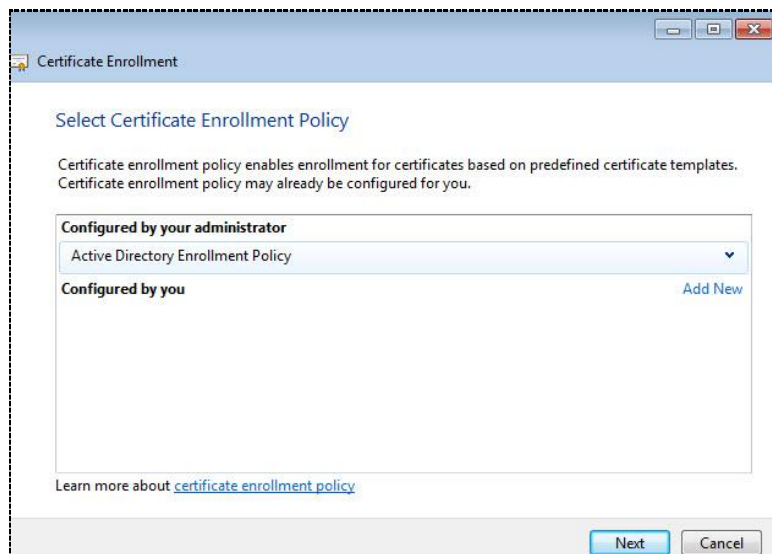 Certificate Enrollment
Select Certificate Enrollment Policy
Certificate enrollment policy enables enrollment for certificates based on predefined certificate templates.
Certificate enrollment policy may already be configured for you.
Configured by your administrator
Active Directory Enrollment Policy
Configured by you Add New
Learn more about certificate enrollment policy
Next Cancel